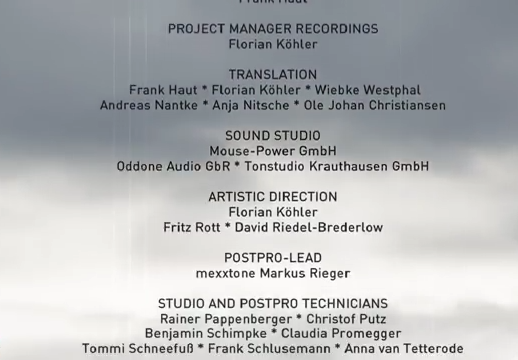 Frank Haut
PROJECT MANAGER RECORDINGS
Florian Köhler
TRANSLATION
Frank Haut * Florian Köhler * Wiebke Westphal
Andreas Nantke * Anja Nitsche * Ole Johan Christiansen
SOUND STUDIO
Mouse-Power GmbH
Oddone Audio GbR * Tonstudio Krauthausen GmbH
ARTISTIC DIRECTION
Florian Köhler
Fritz Rott * David Riedel-Brederlow
POSTPRO-LEAD
mexxtone Markus Rieger
STUDIO AND POSTPRO TECHNICIANS
Rainer Pappenberger * Christof Putz
Benjamin Schimpke * Claudia Promegger
Tommi Schneefuß * Frank Schlusemann * Anna van Tetterode